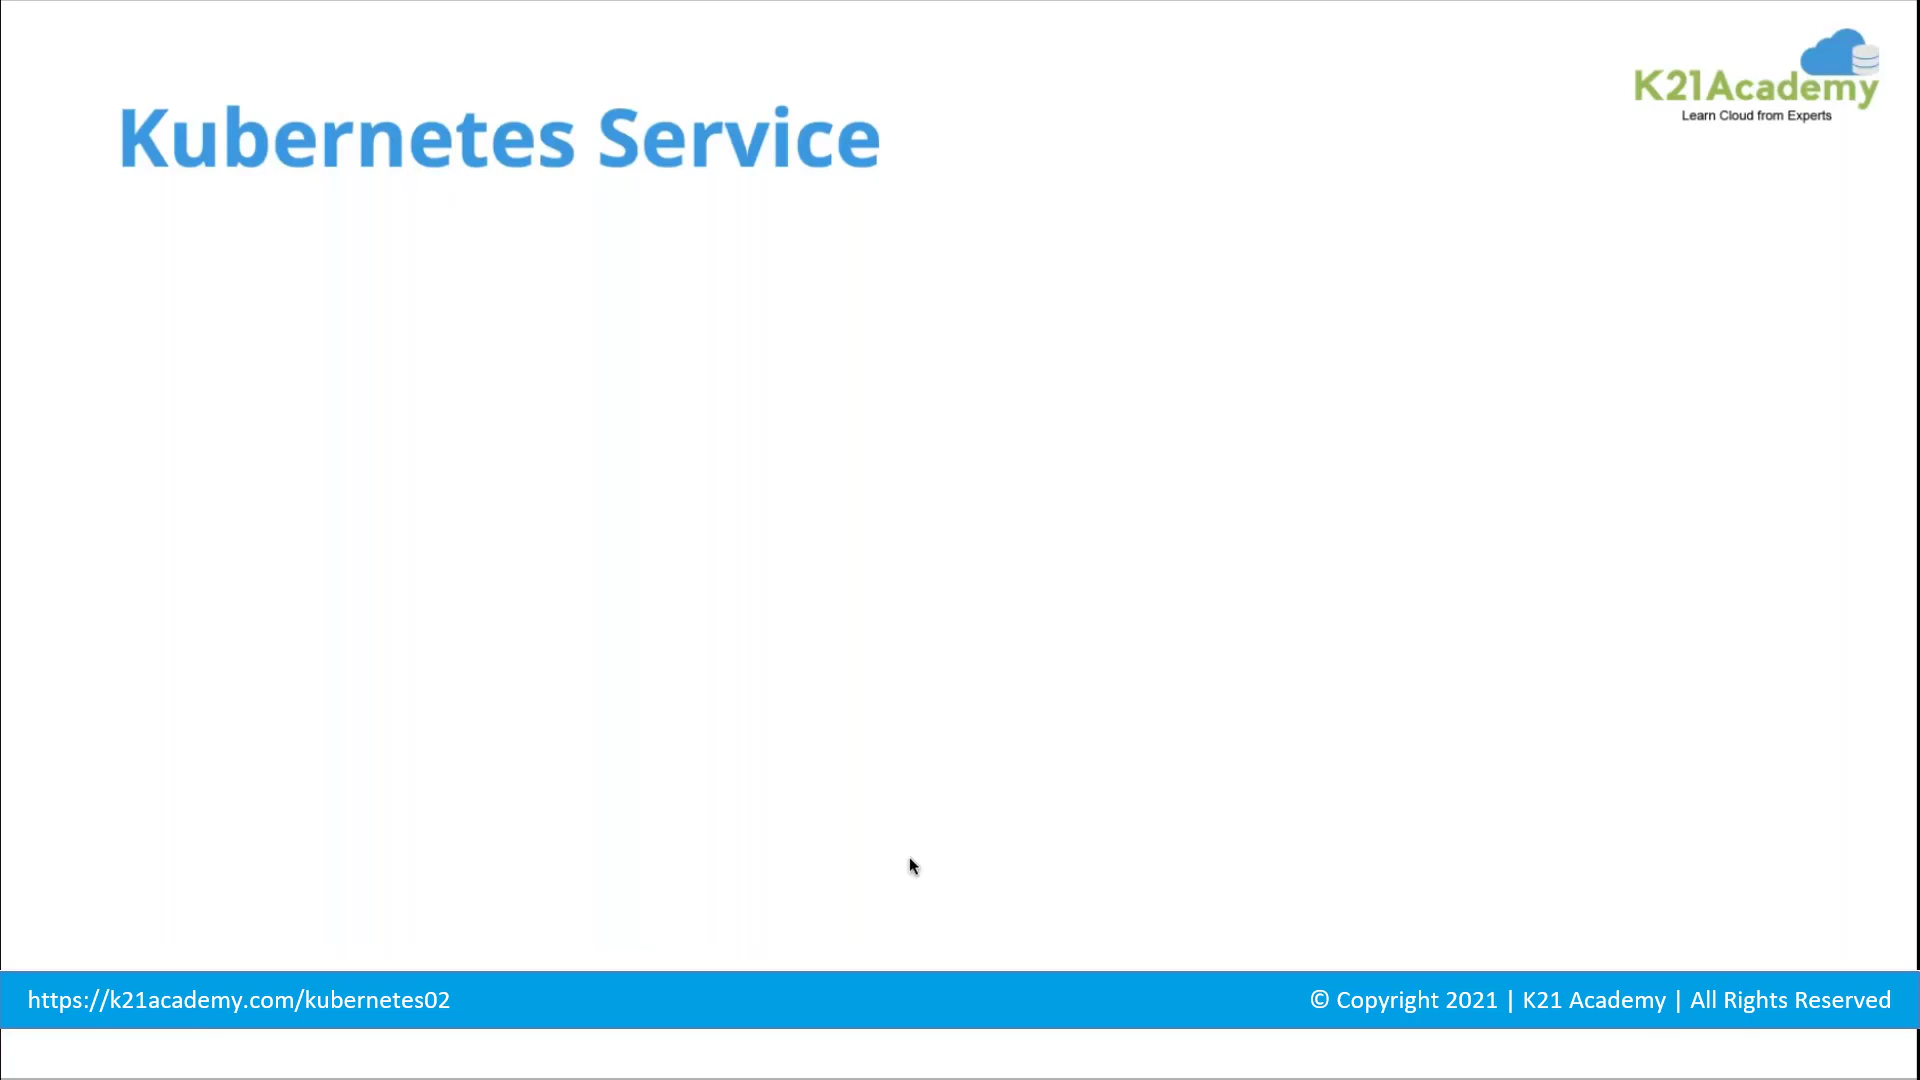 K21Academy
Learn Cloud from Experts
Kubernetes Service
https://k21academy.com/kubernetes02
© Copyright 2021 | K21 Academy | All Rights Reserved